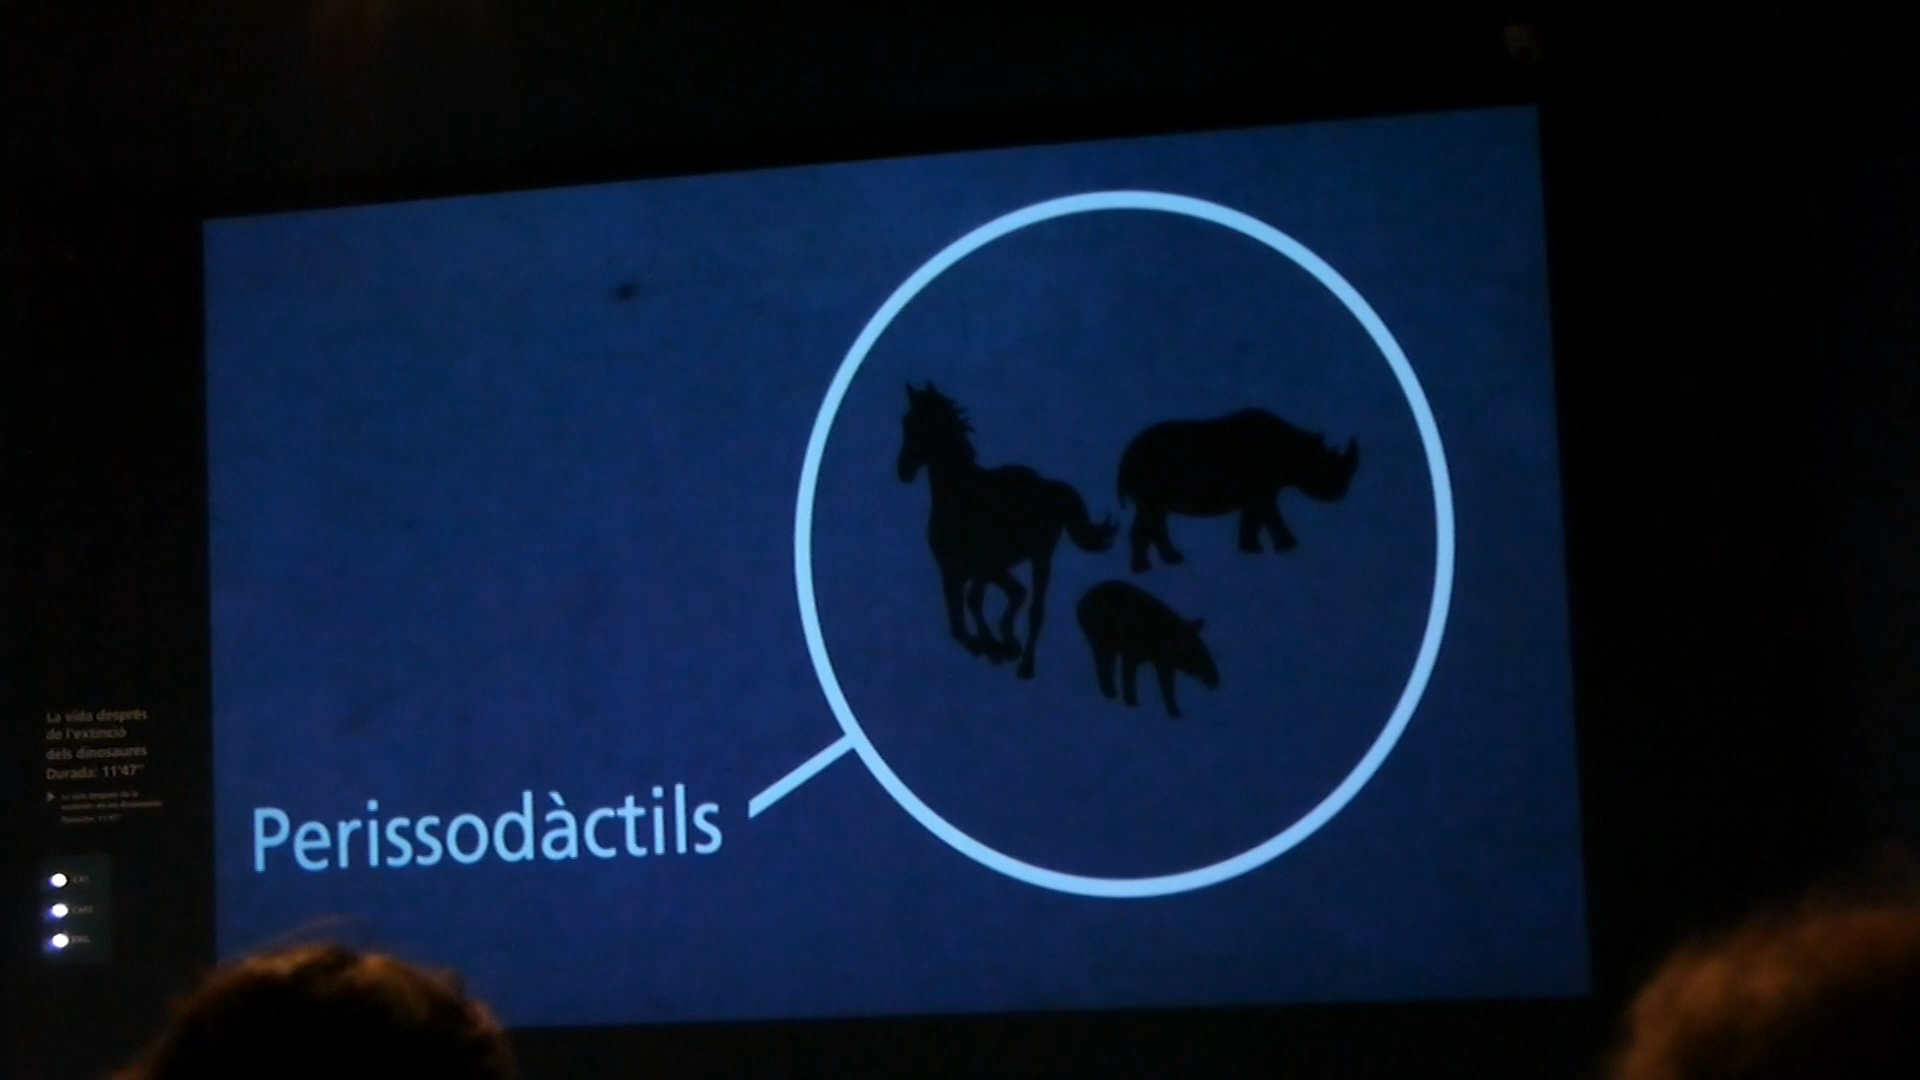 Perissodàctils
La vida després
de l'extinció
dels dinosaures
Durada: 11'47"